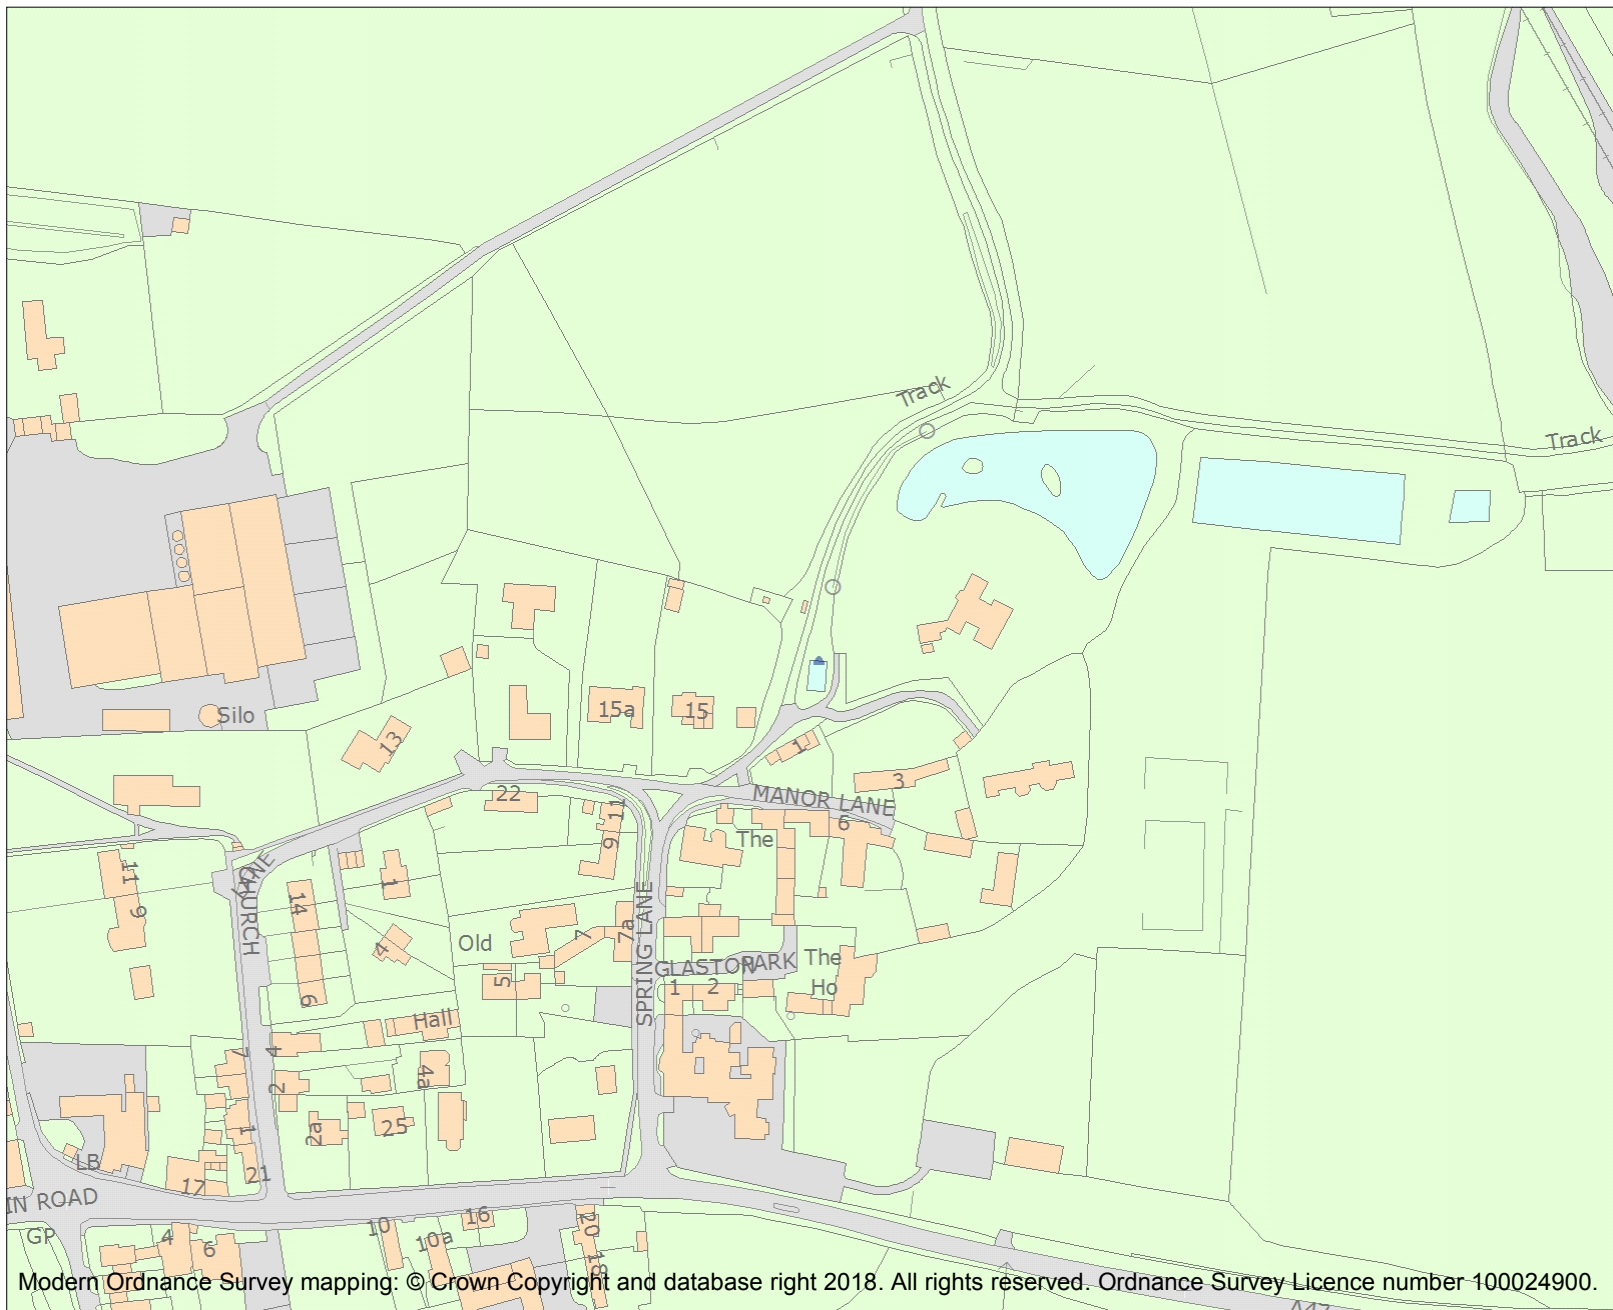 Track
Track
Silo
13
15a
15
1
3
22
11
9
MANOR LANE
6
The
LANE
CHURCH
11
9
14
1
4
Old
7
7a
SPRING LANE
GLASTON
PARK
The
Ho
5
1
2
6
Hall
7
4
2
4a
1
2a
25
LB
17
21
IN ROAD
GP
4
6
10
10a
16
20
18
Modern Ordnance Survey mapping: © Crown Copyright and database right 2018. All rights reserved. Ordnance Survey Licence number 100024900.